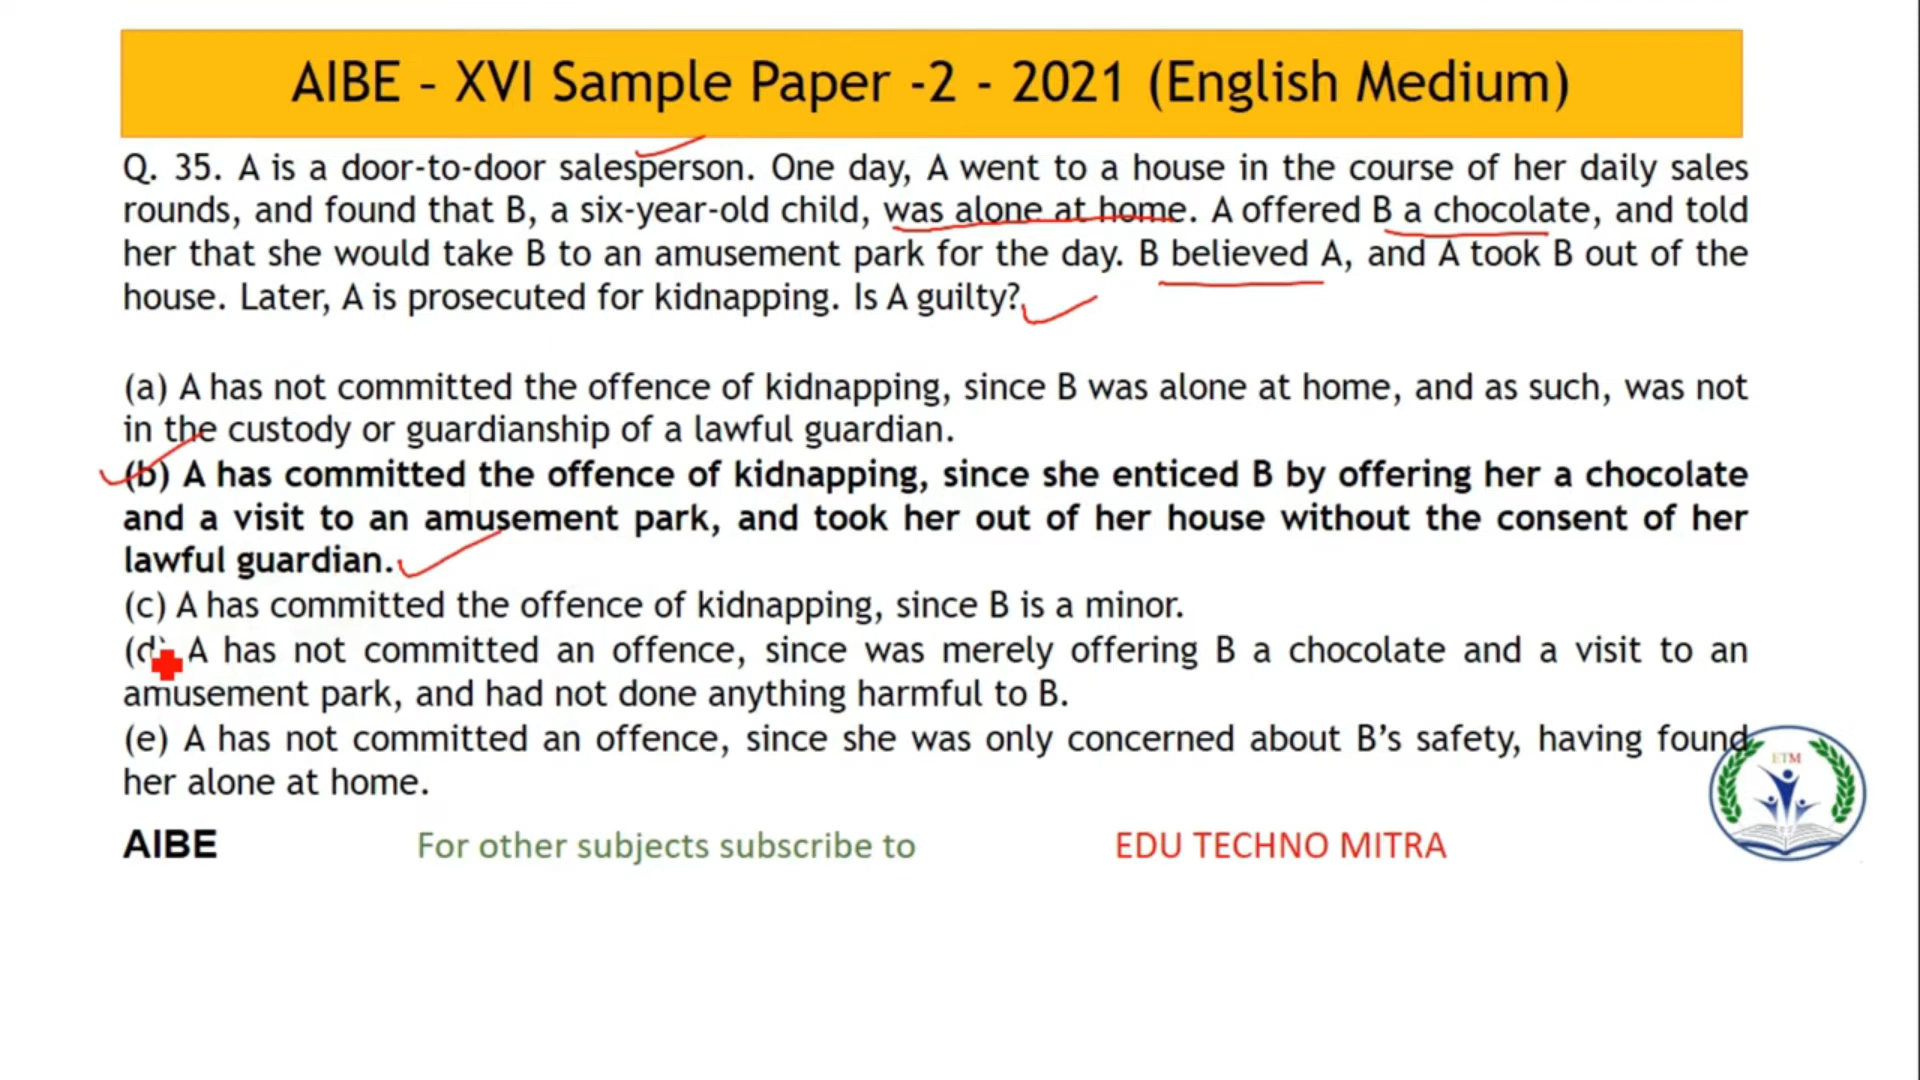 AIBE – XVI Sample Paper -2 - 2021 (English Medium)
Q. 35. A is a door-to-door salesperson. One day, A went to a house in the course of her daily sales
rounds, and found that B, a six-year-old child, was alone at home. A offered B a chocolate, and told
her that she would take B to an amusement park for the day. B believed A, and A took B out of the
house. Later, A is prosecuted for kidnapping. Is A guilty?
(a) A has not committed the offence of kidnapping, since B was alone at home, and as such, was not
in the custody or guardianship of a lawful guardian.
(b) A has committed the offence of kidnapping, since she enticed B by offering her a chocolate
and a visit to an amusement park, and took her out of her house without the consent of her
lawful guardian.
(c) A has committed the offence of kidnapping, since B is a minor.
(d) A has not committed an offence, since was merely offering B a chocolate and a visit to an
amusement park, and had not done anything harmful to B.
(e) A has not committed an offence, since she was only concerned about B’s safety, having found
her alone at home.
ETM
AIBE For other subjects subscribe to EDU TECHNO MITRA